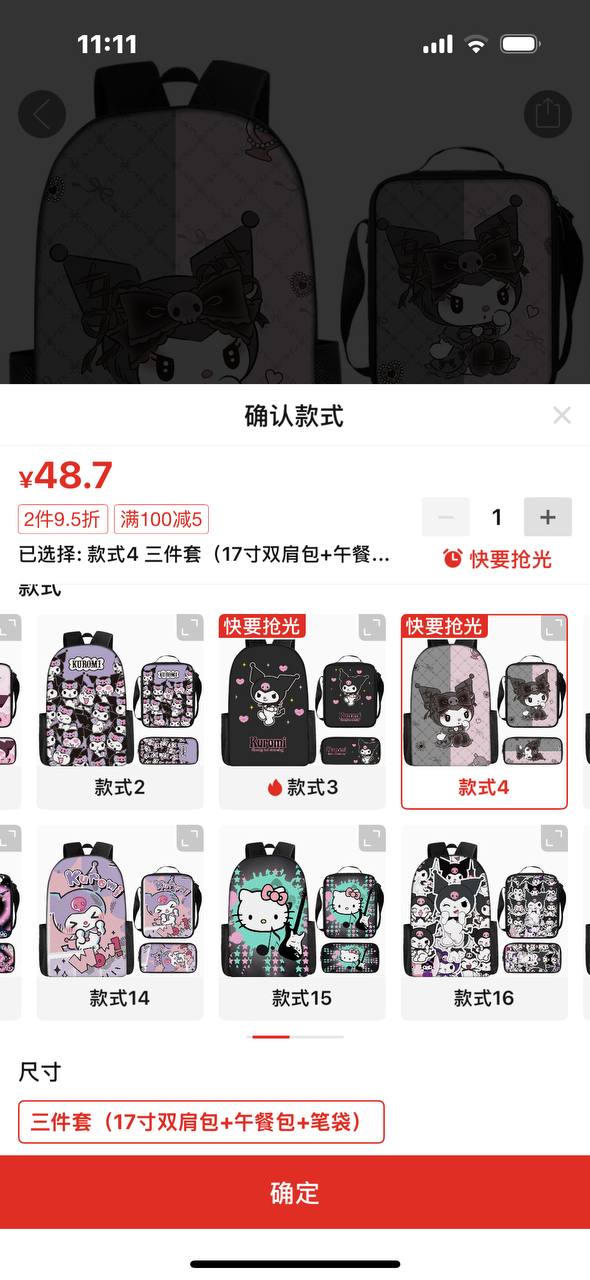 11:11
确认款式
¥48.7
2件9.5折 满100减5
1
已选择: 款式4 三件套（17寸双肩包+午餐...
快要抢光
款式
快要抢光
快要抢光
KUROMI
KUROMI
Kuromi
Kuromi
款式2
款式3
款式4
Kuromi
款式14
款式15
款式16
尺寸
三件套（17寸双肩包+午餐包+笔袋）
确定